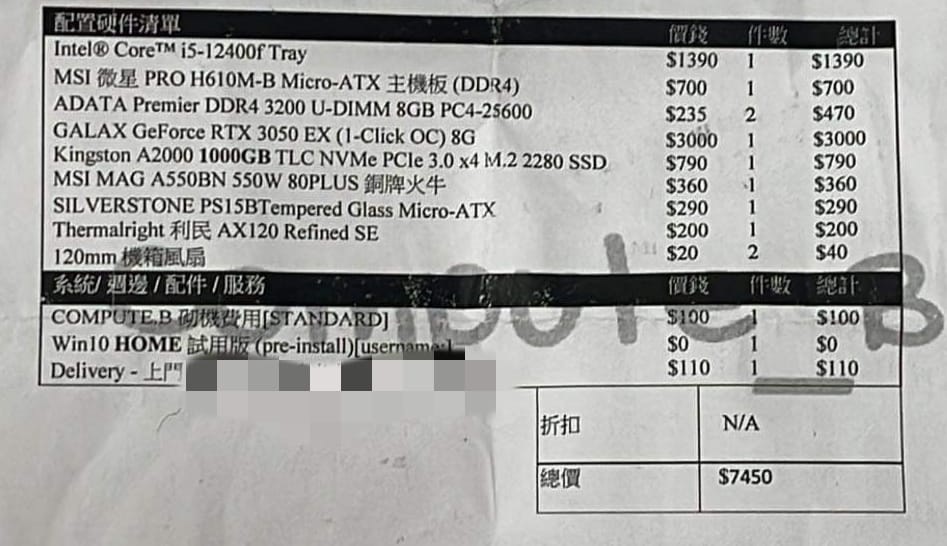 配置硬件清單 價錢 件數 總計
Intel® Core™ i5-12400f Tray $1390 1 $1390
MSI 微星 PRO H610M-B Micro-ATX 主機板 (DDR4) $700 1 $700
ADATA Premier DDR4 3200 U-DIMM 8GB PC4-25600 $235 2 $470
GALAX GeForce RTX 3050 EX (1-Click OC) 8G $3000 1 $3000
Kingston A2000 1000GB TLC NVMe PCIe 3.0 x4 M.2 2280 SSD $790 1 $790
MSI MAG A550BN 550W 80PLUS 銅牌火牛 $360 1 $360
SILVERSTONE PS15BTempered Glass Micro-ATX $290 1 $290
Thermalright 利民 AX120 Refined SE $200 1 $200
120mm 機箱風扇 $20 2 $40
系統/ 週邊 / 配件 / 服務 價錢 件數 總計
COMPUTE.B 砌機費用[STANDARD] $100 1 $100
Win10 HOME 試用版 (pre-install)[username: $0 1 $0
Delivery - 上門 $110 1 $110
折扣 N/A
總價 $7450